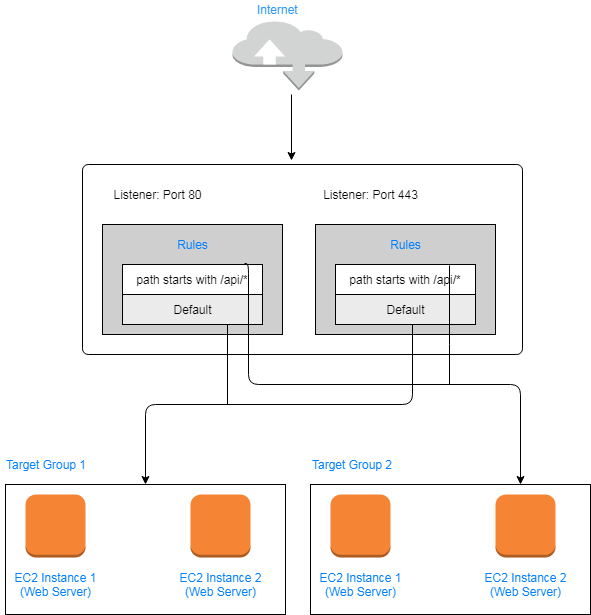 Internet
Listener: Port 80
Listener: Port 443
Rules
Rules
path starts with /api/*
path starts with /api/*
Default
Default
Target Group 1
Target Group 2
EC2 Instance 1
(Web Server)
EC2 Instance 2
(Web Server)
EC2 Instance 1
(Web Server)
EC2 Instance 2
(Web Server)